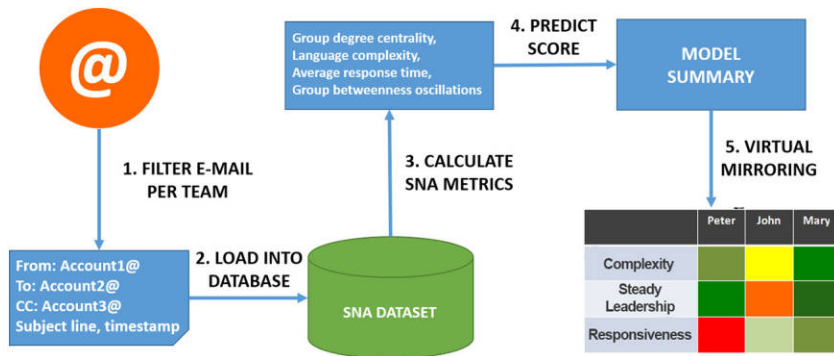 @
1. FILTER E-MAIL
PER TEAM
From: Account1@
To: Account2@
CC: Account3@
Subject line, timestamp
2. LOAD INTO
DATABASE
SNA DATASET
3. CALCULATE
SNA METRICS
Group degree centrality,
Language complexity,
Average response time,
Group betweenness oscillations
4. PREDICT
SCORE
MODEL
SUMMARY
5. VIRTUAL
MIRRORING
Peter John Mary
Complexity
Steady
Leadership
Responsiveness